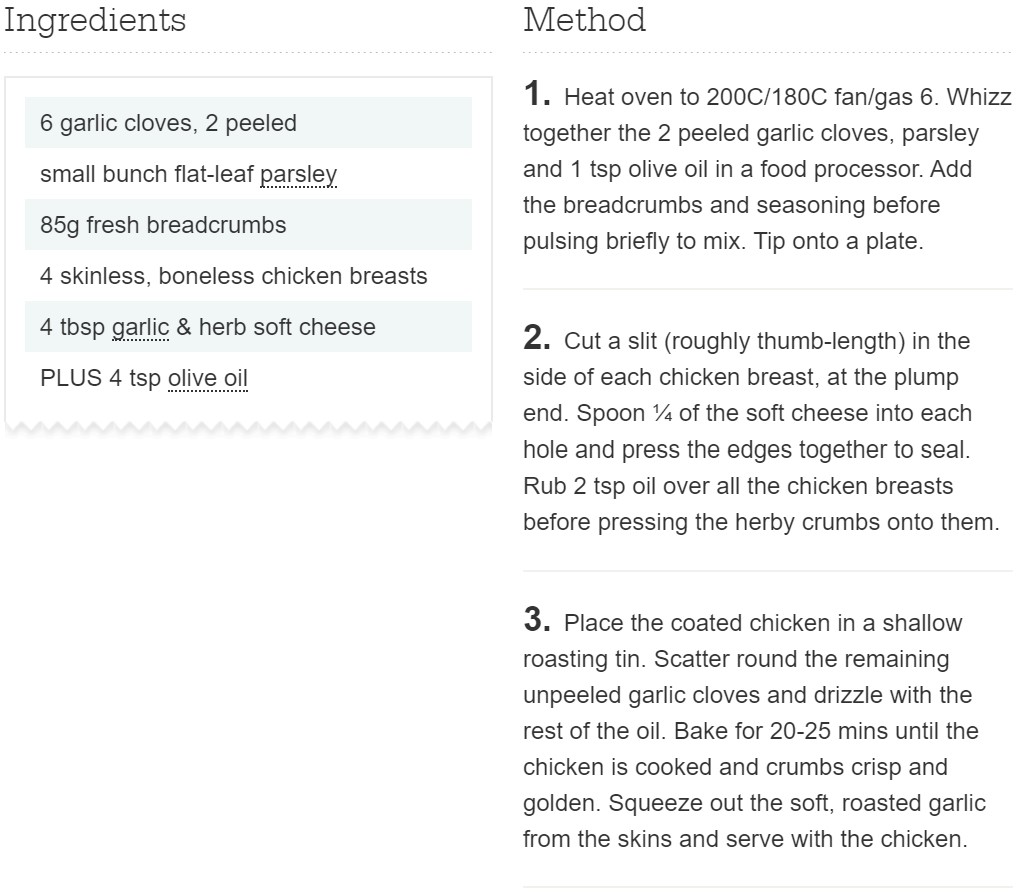 Ingredients
6 garlic cloves, 2 peeled
small bunch flat-leaf parsley
85g fresh breadcrumbs
4 skinless, boneless chicken breasts
4 tbsp garlic & herb soft cheese
PLUS 4 tsp olive oil
Method
1. Heat oven to 200C/180C fan/gas 6. Whizz
together the 2 peeled garlic cloves, parsley
and 1 tsp olive oil in a food processor. Add
the breadcrumbs and seasoning before
pulsing briefly to mix. Tip onto a plate.
2. Cut a slit (roughly thumb-length) in the
side of each chicken breast, at the plump
end. Spoon ¼ of the soft cheese into each
hole and press the edges together to seal.
Rub 2 tsp oil over all the chicken breasts
before pressing the herby crumbs onto them.
3. Place the coated chicken in a shallow
roasting tin. Scatter round the remaining
unpeeled garlic cloves and drizzle with the
rest of the oil. Bake for 20-25 mins until the
chicken is cooked and crumbs crisp and
golden. Squeeze out the soft, roasted garlic
from the skins and serve with the chicken.